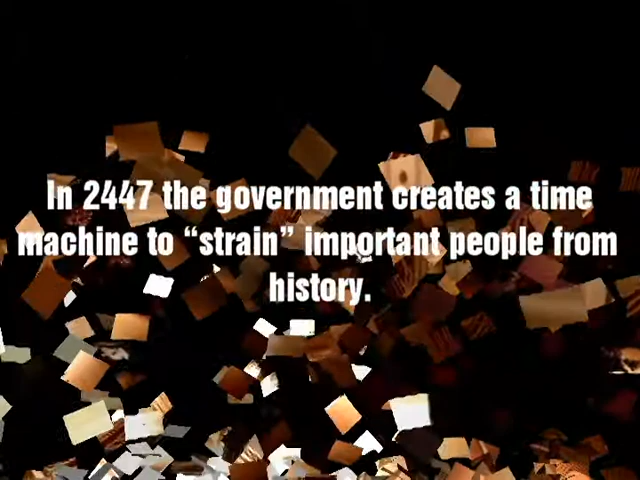 In 2447 the government creates a time
machine to “strain” important people from
history.